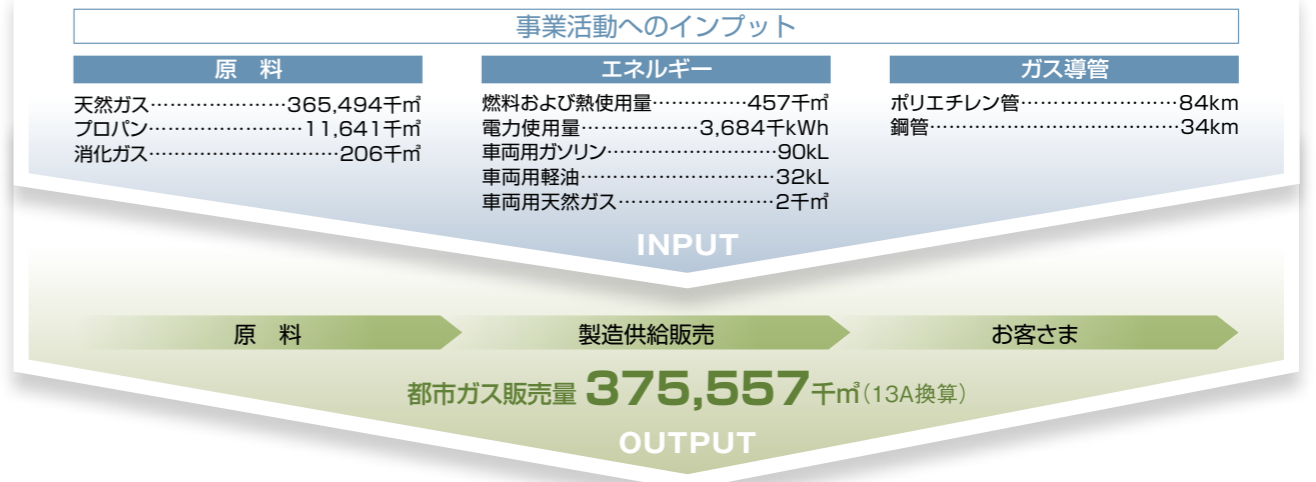 事業活動へのインプット
原　料
天然ガス…………………365,494千㎥
プロパン……………………11,641千㎥
消化ガス…………………………206千㎥
エネルギー
燃料および熱使用量……………457千㎥
電力使用量………………3,684千kWh
車両用ガソリン………………………90kL
車両用軽油…………………………32kL
車両用天然ガス……………………2千㎥
ガス導管
ポリエチレン管……………………84km
鋼管…………………………………34km
INPUT
原　料
製造供給販売
お客さま
都市ガス販売量 375,557千㎥（13A換算）
OUTPUT